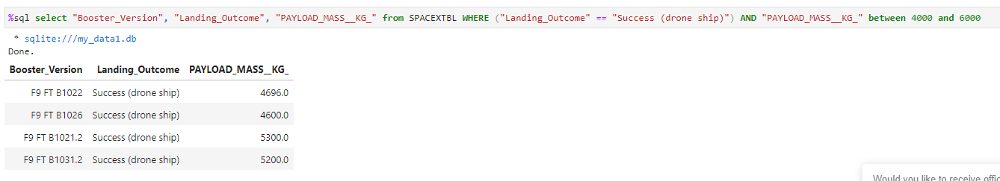 %sql select "Booster_Version", "Landing_Outcome", "PAYLOAD_MASS__KG_" from SPACEXTBL WHERE ("Landing_Outcome" == "Success (drone ship)") AND "PAYLOAD_MASS__KG_" between 4000 and 6000
* sqlite:///my_data1.db
Done.
Booster_Version Landing_Outcome PAYLOAD_MASS__KG_
F9 FT B1022 Success (drone ship) 4696.0
F9 FT B1026 Success (drone ship) 4600.0
F9 FT B1021.2 Success (drone ship) 5300.0
F9 FT B1031.2 Success (drone ship) 5200.0
Would you like to receive offic